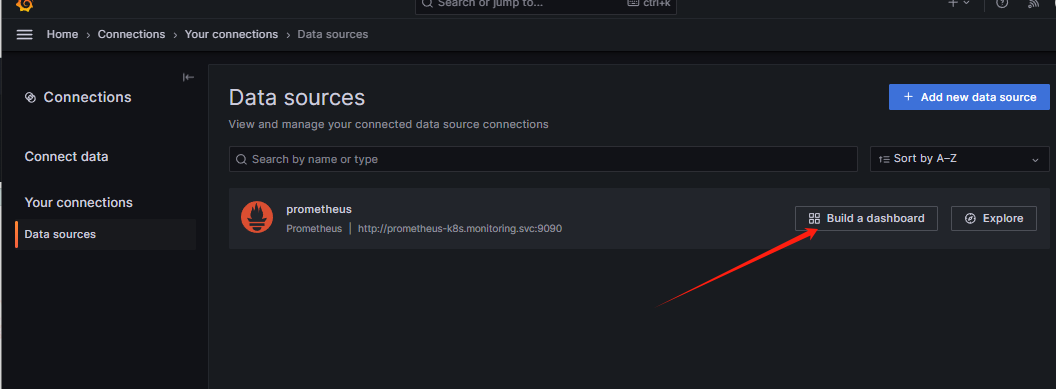 Search or jump to...
ctrl+k
Home › Connections › Your connections › Data sources
Connections
Connect data
Your connections
Data sources
Data sources
+ Add new data source
View and manage your connected data source connections
Search by name or type
Sort by A–Z
prometheus
Prometheus | http://prometheus-k8s.monitoring.svc:9090
Build a dashboard
Explore